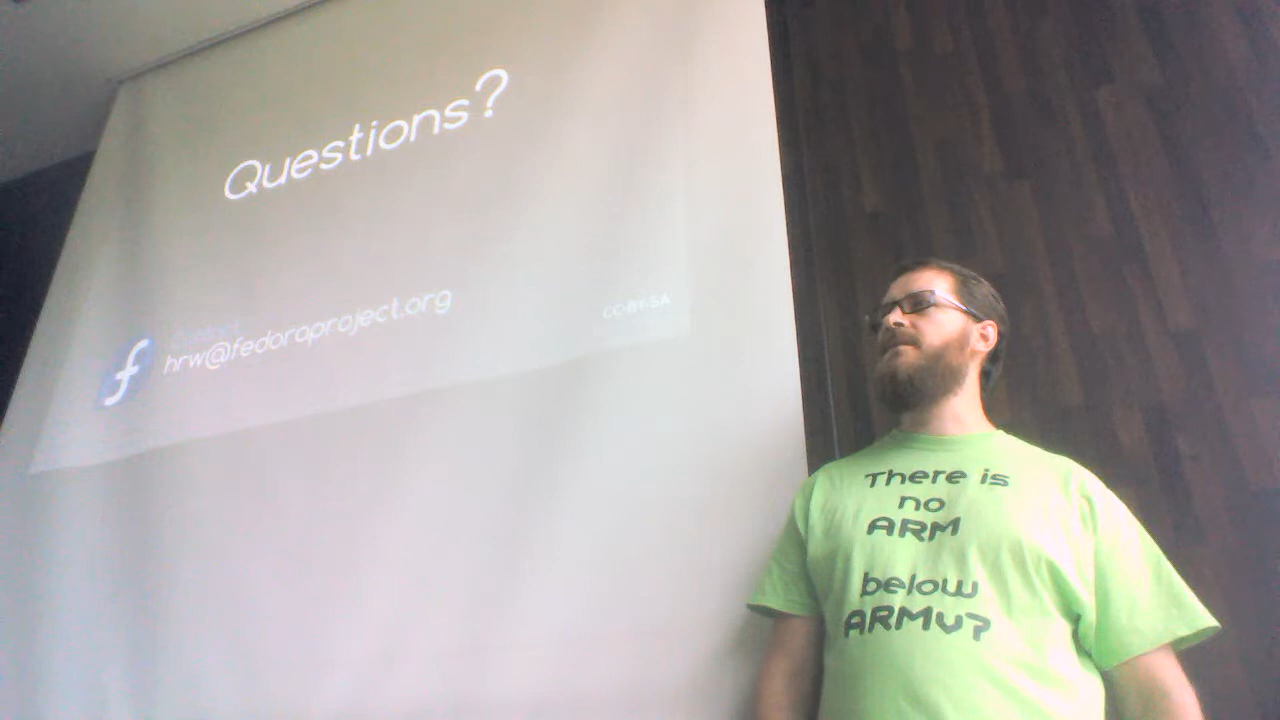 Questions?
hrw@fedoraproject.org
CC-BY-SA
There is
no
ARM
below
ARMv7